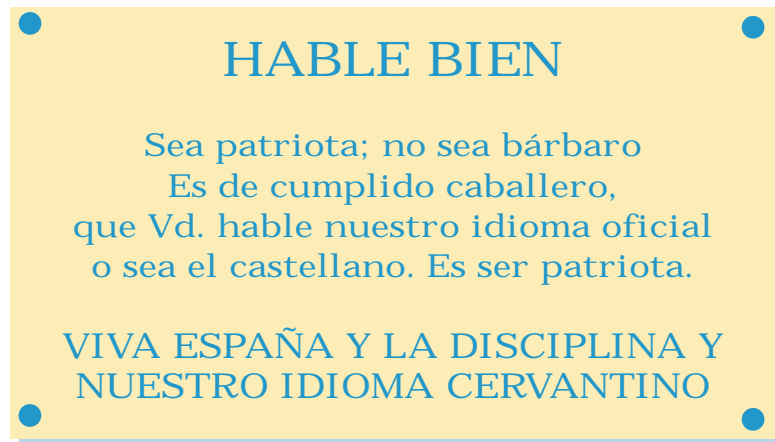 HABLE BIEN
Sea patriota; no sea bárbaro
Es de cumplido caballero,
que Vd. hable nuestro idioma oficial
o sea el castellano. Es ser patriota.
VIVA ESPAÑA Y LA DISCIPLINA Y
NUESTRO IDIOMA CERVANTINO